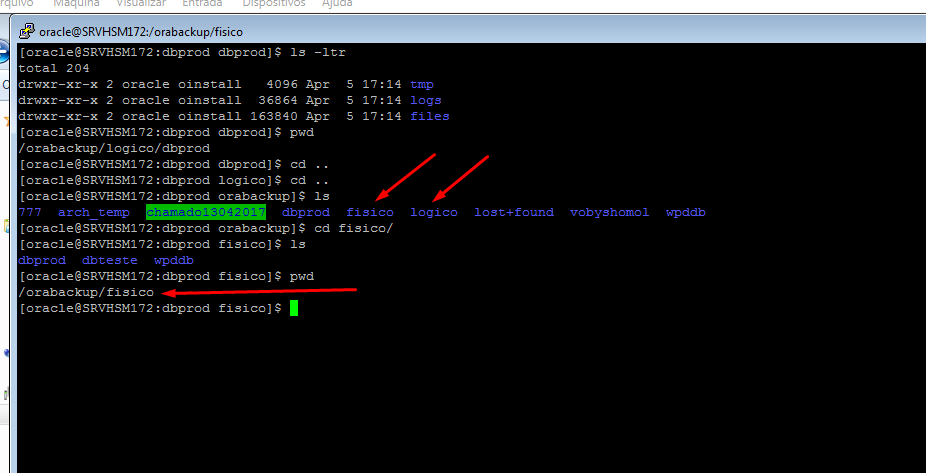 Arquivo Máquina Visualizar Entrada Dispositivos Ajuda
oracle@SRVHSM172:/orabackup/fisico
[oracle@SRVHSM172:dbprod dbprod]$ ls -ltr
total 204
drwxr-xr-x 2 oracle oinstall   4096 Apr  5 17:14 tmp
drwxr-xr-x 2 oracle oinstall  36864 Apr  5 17:14 logs
drwxr-xr-x 2 oracle oinstall 163840 Apr  5 17:14 files
[oracle@SRVHSM172:dbprod dbprod]$ pwd
/orabackup/logico/dbprod
[oracle@SRVHSM172:dbprod dbprod]$ cd ..
[oracle@SRVHSM172:dbprod logico]$ cd ..
[oracle@SRVHSM172:dbprod orabackup]$ ls
777  arch_temp  chamado13042017  dbprod  fisico  logico  lost+found  vobyshomol  wpddb
[oracle@SRVHSM172:dbprod orabackup]$ cd fisico/
[oracle@SRVHSM172:dbprod fisico]$ ls
dbprod  dbteste  wpddb
[oracle@SRVHSM172:dbprod fisico]$ pwd
/orabackup/fisico
[oracle@SRVHSM172:dbprod fisico]$